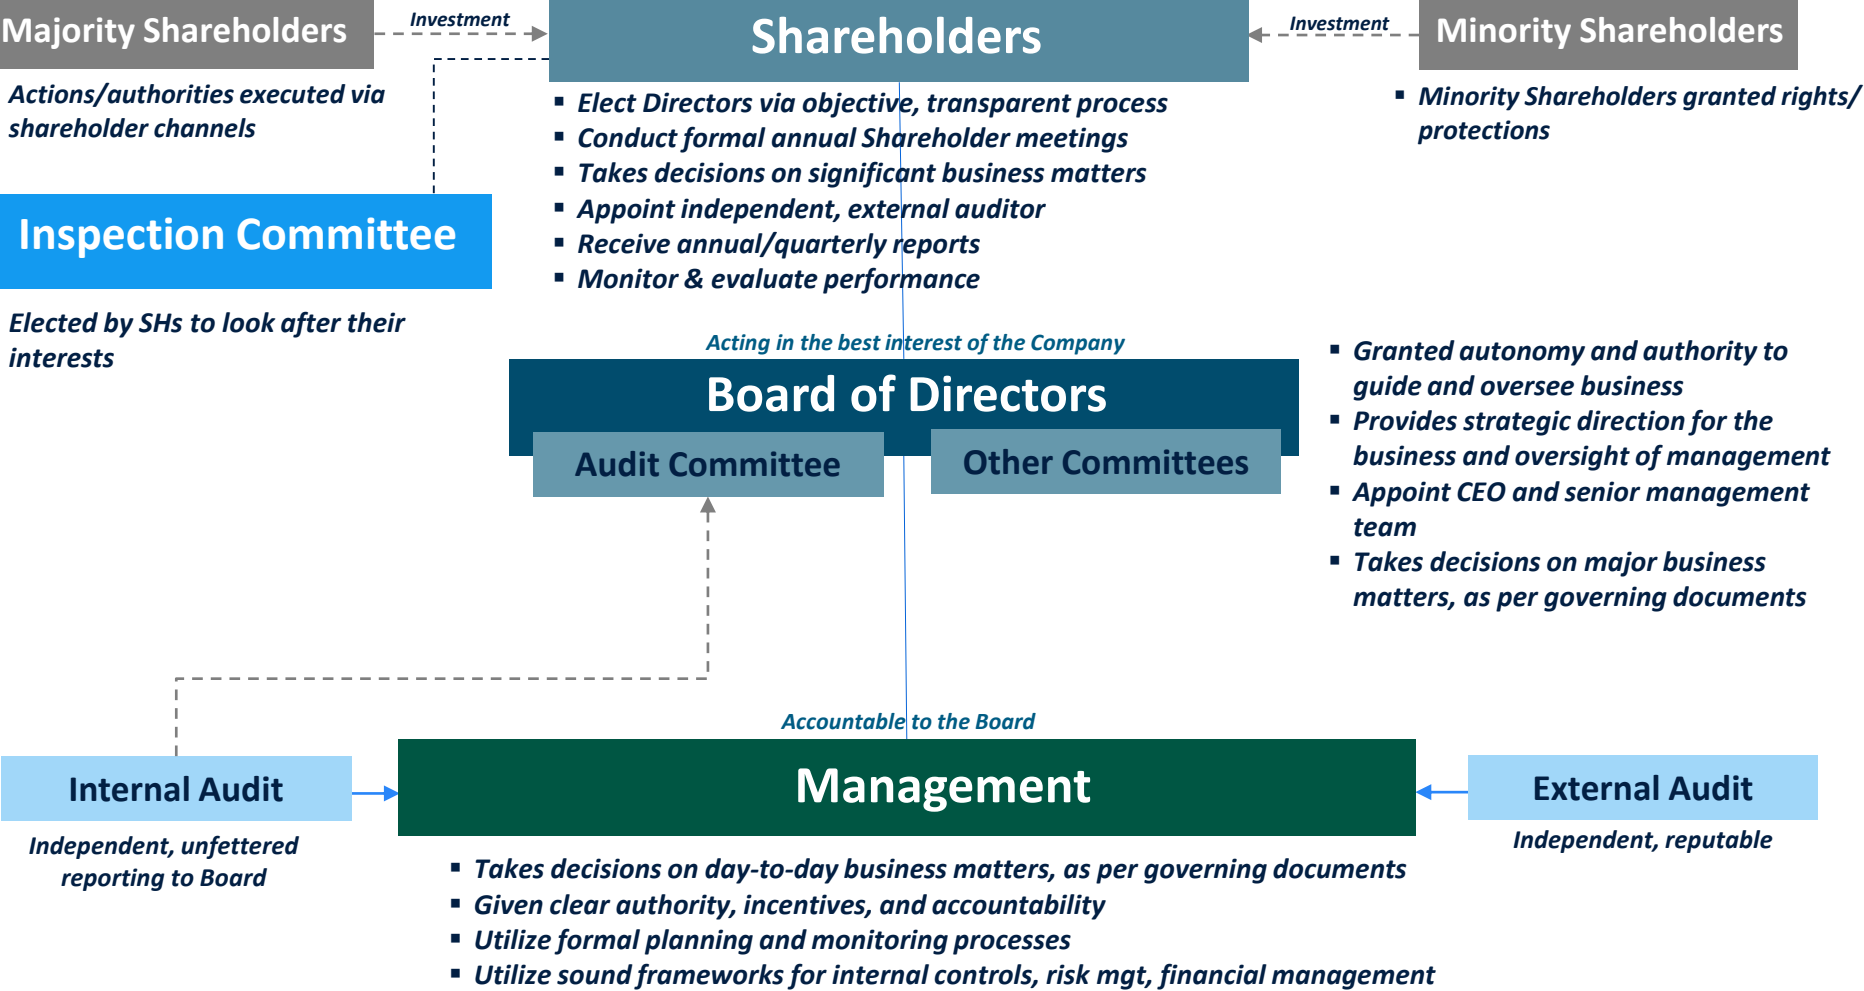 Majority Shareholders
Investment
Shareholders
Investment
Minority Shareholders
Actions/authorities executed via
shareholder channels
▪ Elect Directors via objective, transparent process
▪ Conduct formal annual Shareholder meetings
▪ Takes decisions on significant business matters
▪ Appoint independent, external auditor
▪ Receive annual/quarterly reports
▪ Monitor & evaluate performance
▪ Minority Shareholders granted rights/
protections
Inspection Committee
Elected by SHs to look after their
interests
Acting in the best interest of the Company
Board of Directors
Audit Committee
Other Committees
▪ Granted autonomy and authority to
guide and oversee business
▪ Provides strategic direction for the
business and oversight of management
▪ Appoint CEO and senior management
team
▪ Takes decisions on major business
matters, as per governing documents
Accountable to the Board
Internal Audit
Management
External Audit
Independent, unfettered
reporting to Board
Independent, reputable
▪ Takes decisions on day-to-day business matters, as per governing documents
▪ Given clear authority, incentives, and accountability
▪ Utilize formal planning and monitoring processes
▪ Utilize sound frameworks for internal controls, risk mgt, financial management